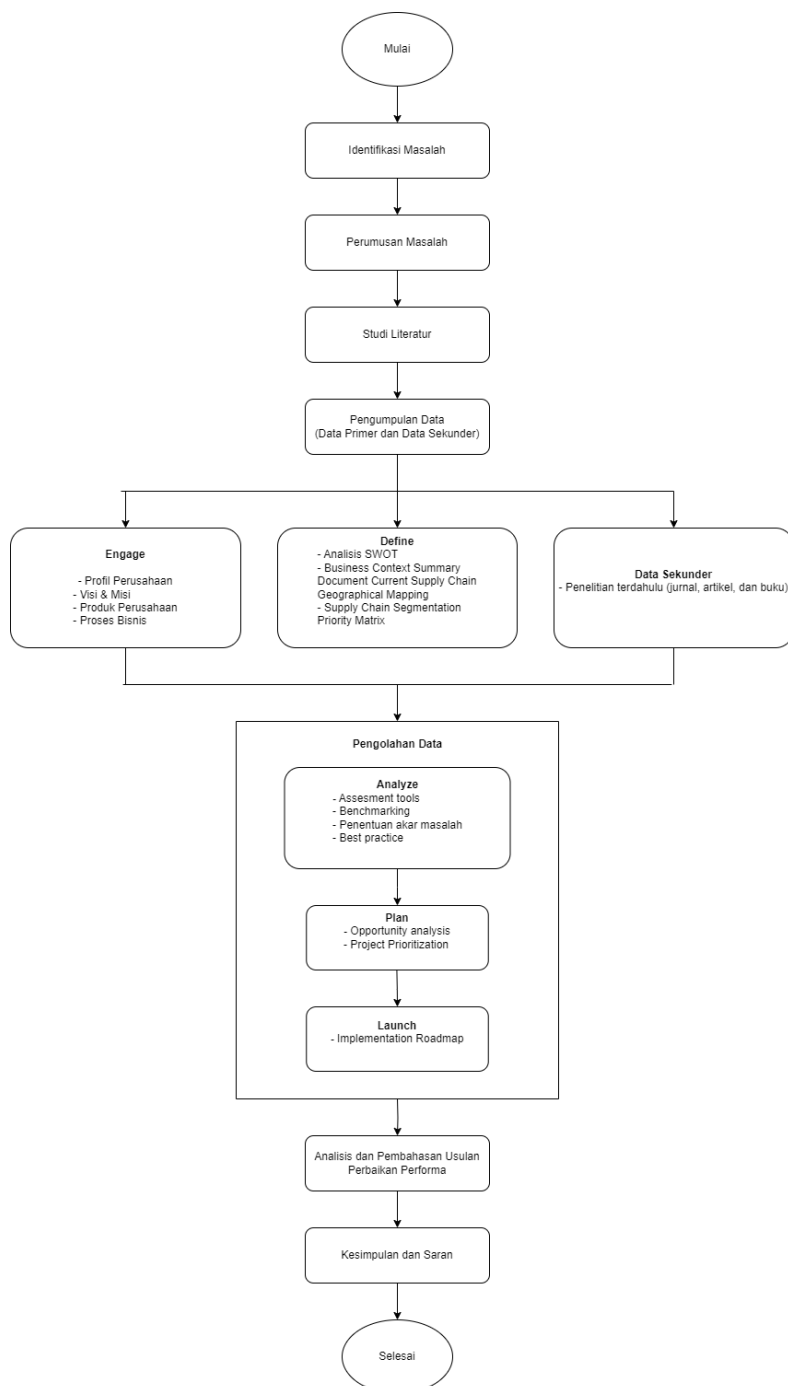 Mulai
Identifikasi Masalah
Perumusan Masalah
Studi Literatur
Pengumpulan Data
(Data Primer dan Data Sekunder)
Engage
- Profil Perusahaan
- Visi & Misi
- Produk Perusahaan
- Proses Bisnis
Define
- Analisis SWOT
- Business Context Summary
Document Current Supply Chain
Geographical Mapping
- Supply Chain Segmentation
Priority Matrix
Data Sekunder
- Penelitian terdahulu (jurnal, artikel, dan buku)
Pengolahan Data
Analyze
- Assesment tools
- Benchmarking
- Penentuan akar masalah
- Best practice
Plan
- Opportunity analysis
- Project Prioritization
Launch
- Implementation Roadmap
Analisis dan Pembahasan Usulan
Perbaikan Performa
Kesimpulan dan Saran
Selesai